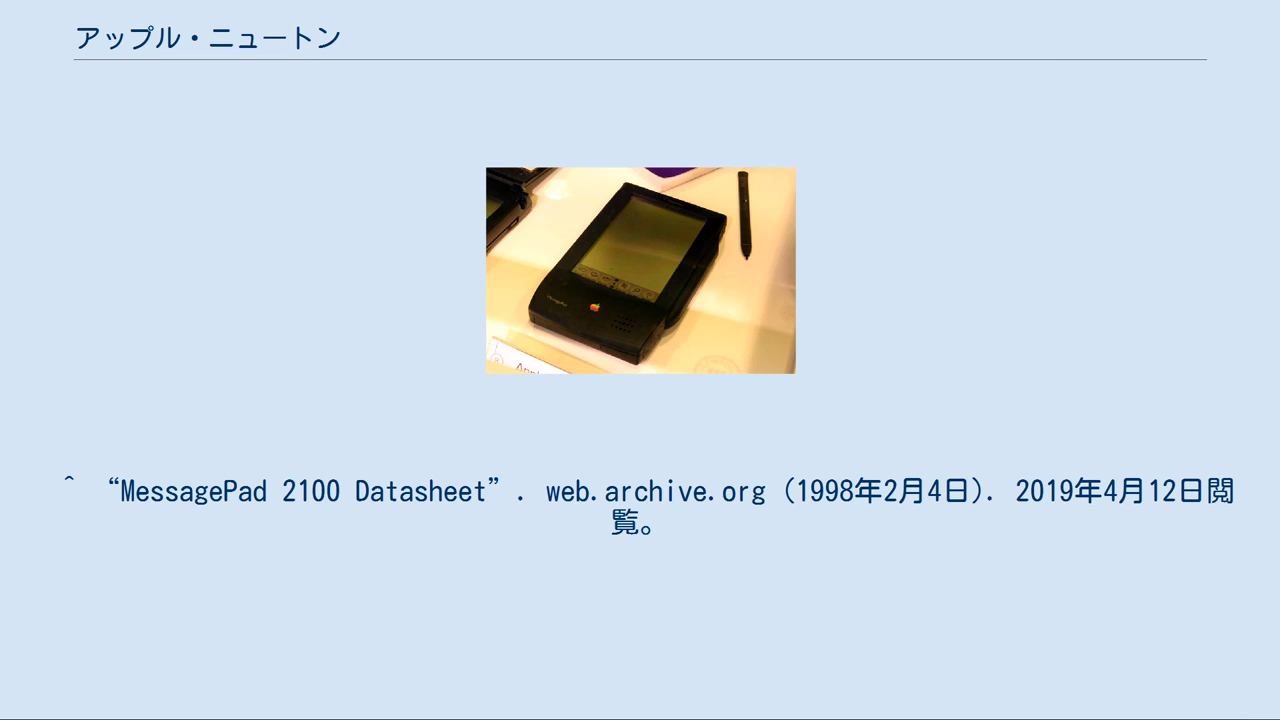 アップル・ニュートン
^ “MessagePad 2100 Datasheet”. web.archive.org (1998年2月4日). 2019年4月12日閲
覧。